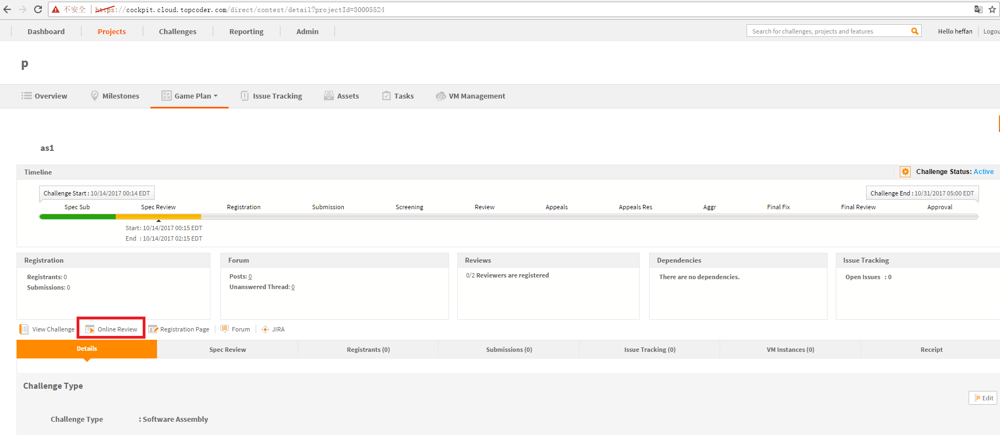 不安全 https://cockpit.cloud.topcoder.com/direct/contest/detail?projectId=30005524
Dashboard Projects Challenges Reporting Admin Search for challenges, projects and features Hello heffan Logou
p
Overview Milestones Game Plan Issue Tracking Assets Tasks VM Management
as1
Timeline Challenge Status: Active
Challenge Start : 10/14/2017 00:14 EDT Challenge End : 10/31/2017 05:00 EDT
Spec Sub Spec Review Registration Submission Screening Review Appeals Appeals Res Aggr Final Fix Final Review Approval
Start : 10/14/2017 00:15 EDT
End : 10/14/2017 02:15 EDT
Registration Forum Reviews Dependencies Issue Tracking
Registrants: 0 Posts: 0 0/2 Reviewers are registered There are no dependencies. Open Issues : 0
Submissions: 0 Unanswered Thread: 0
View Challenge Online Review Registration Page Forum JIRA
Details Spec Review Registrants (0) Submissions (0) Issue Tracking (0) VM Instances (0) Receipt
Challenge Type
Edit
Challenge Type : Software Assembly